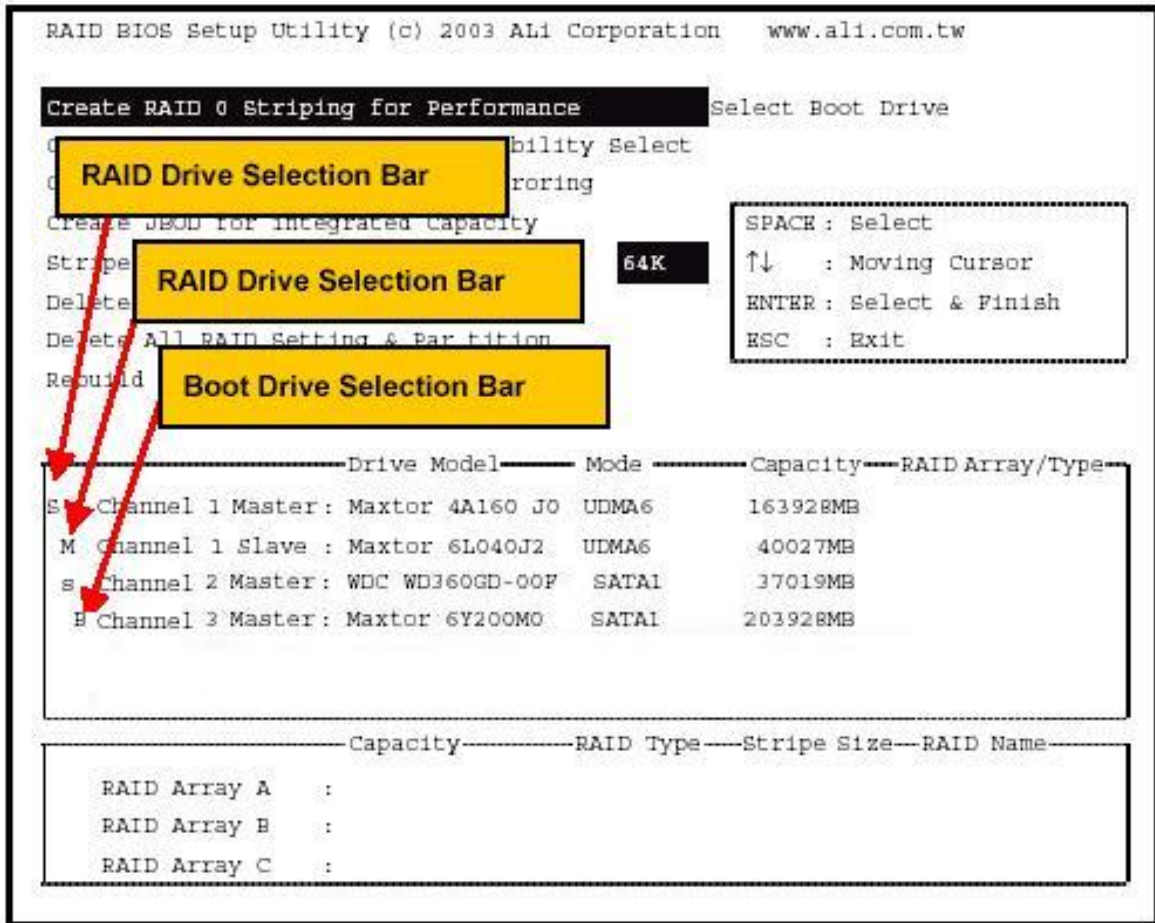 RAID BIOS Setup Utility (c) 2003 ALi Corporation www.ali.com.tw
Create RAID 0 Striping for Performance Select Boot Drive
bility Select
RAID Drive Selection Bar
roring
Create JBOD for Integrated Capacity
SPACE : Select
Stripe
64K
↑↓ : Moving Cursor
RAID Drive Selection Bar
Delete
ENTER : Select & Finish
Delete All RAID Setting & Partition
ESC : Exit
Rebuild
Boot Drive Selection Bar
Drive Model Mode Capacity RAID Array/Type
S Channel 1 Master : Maxtor 4A160 J0 UDMA6 163928MB
M Channel 1 Slave : Maxtor 6L040J2 UDMA6 40027MB
s Channel 2 Master : WDC WD360GD-00F SATA1 37019MB
B Channel 3 Master : Maxtor 6Y200M0 SATA1 203928MB
Capacity RAID Type Stripe Size RAID Name
RAID Array A :
RAID Array B :
RAID Array C :